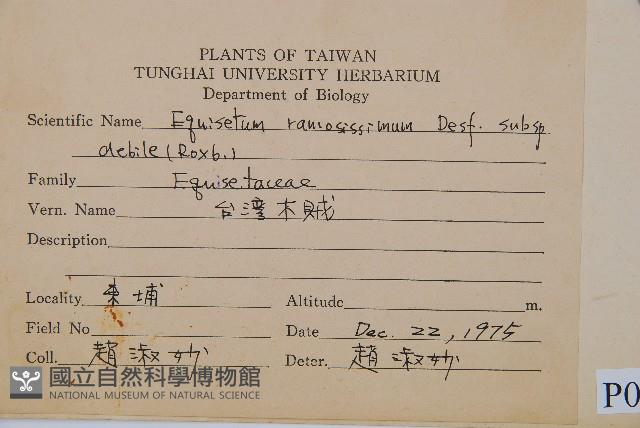 PLANTS OF TAIWAN
TUNGHAI UNIVERSITY HERBARIUM
Department of Biology
Scientific Name Equisetum ramosissimum Desf. subsp.
debile (Roxb.)
Family Equisetaceae
Vern. Name 台灣木賊
Description
Locality 東埔
Altitude m.
Field No
Date Dec. 22, 1975
Coll. 趙淑妙
Deter. 趙淑妙
國立自然科學博物館
NATIONAL MUSEUM OF NATURAL SCIENCE
P0